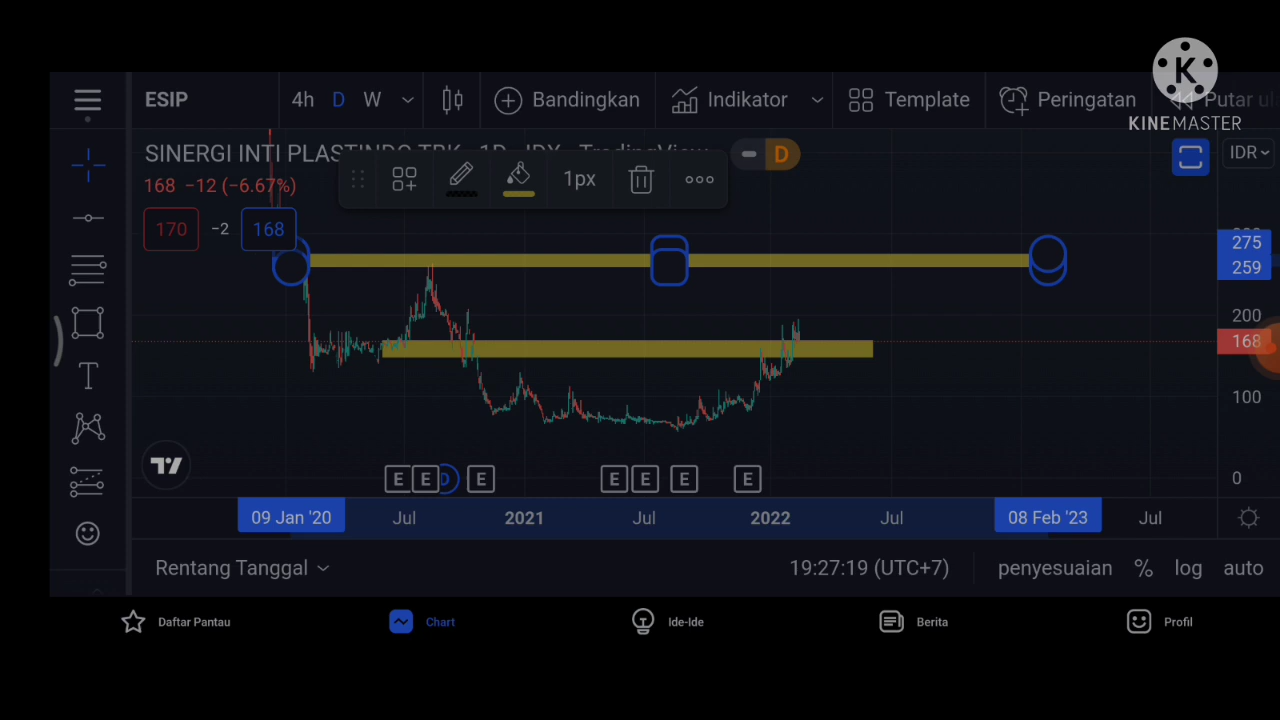 KINEMASTER
ESIP 4h D W Bandingkan Indikator Template Peringatan Putar ul
SINERGI INTI PLASTINDO TBK · 1D · IDX · TradingView D IDR
168 −12 (−6.67%)
1px
170 −2 168
275
259
200
168
100
0
E E D E E E E E
09 Jan '20 Jul 2021 Jul 2022 Jul 08 Feb '23 Jul
Rentang Tanggal 19:27:19 (UTC+7) penyesuaian % log auto
Daftar Pantau Chart Ide-Ide Berita Profil